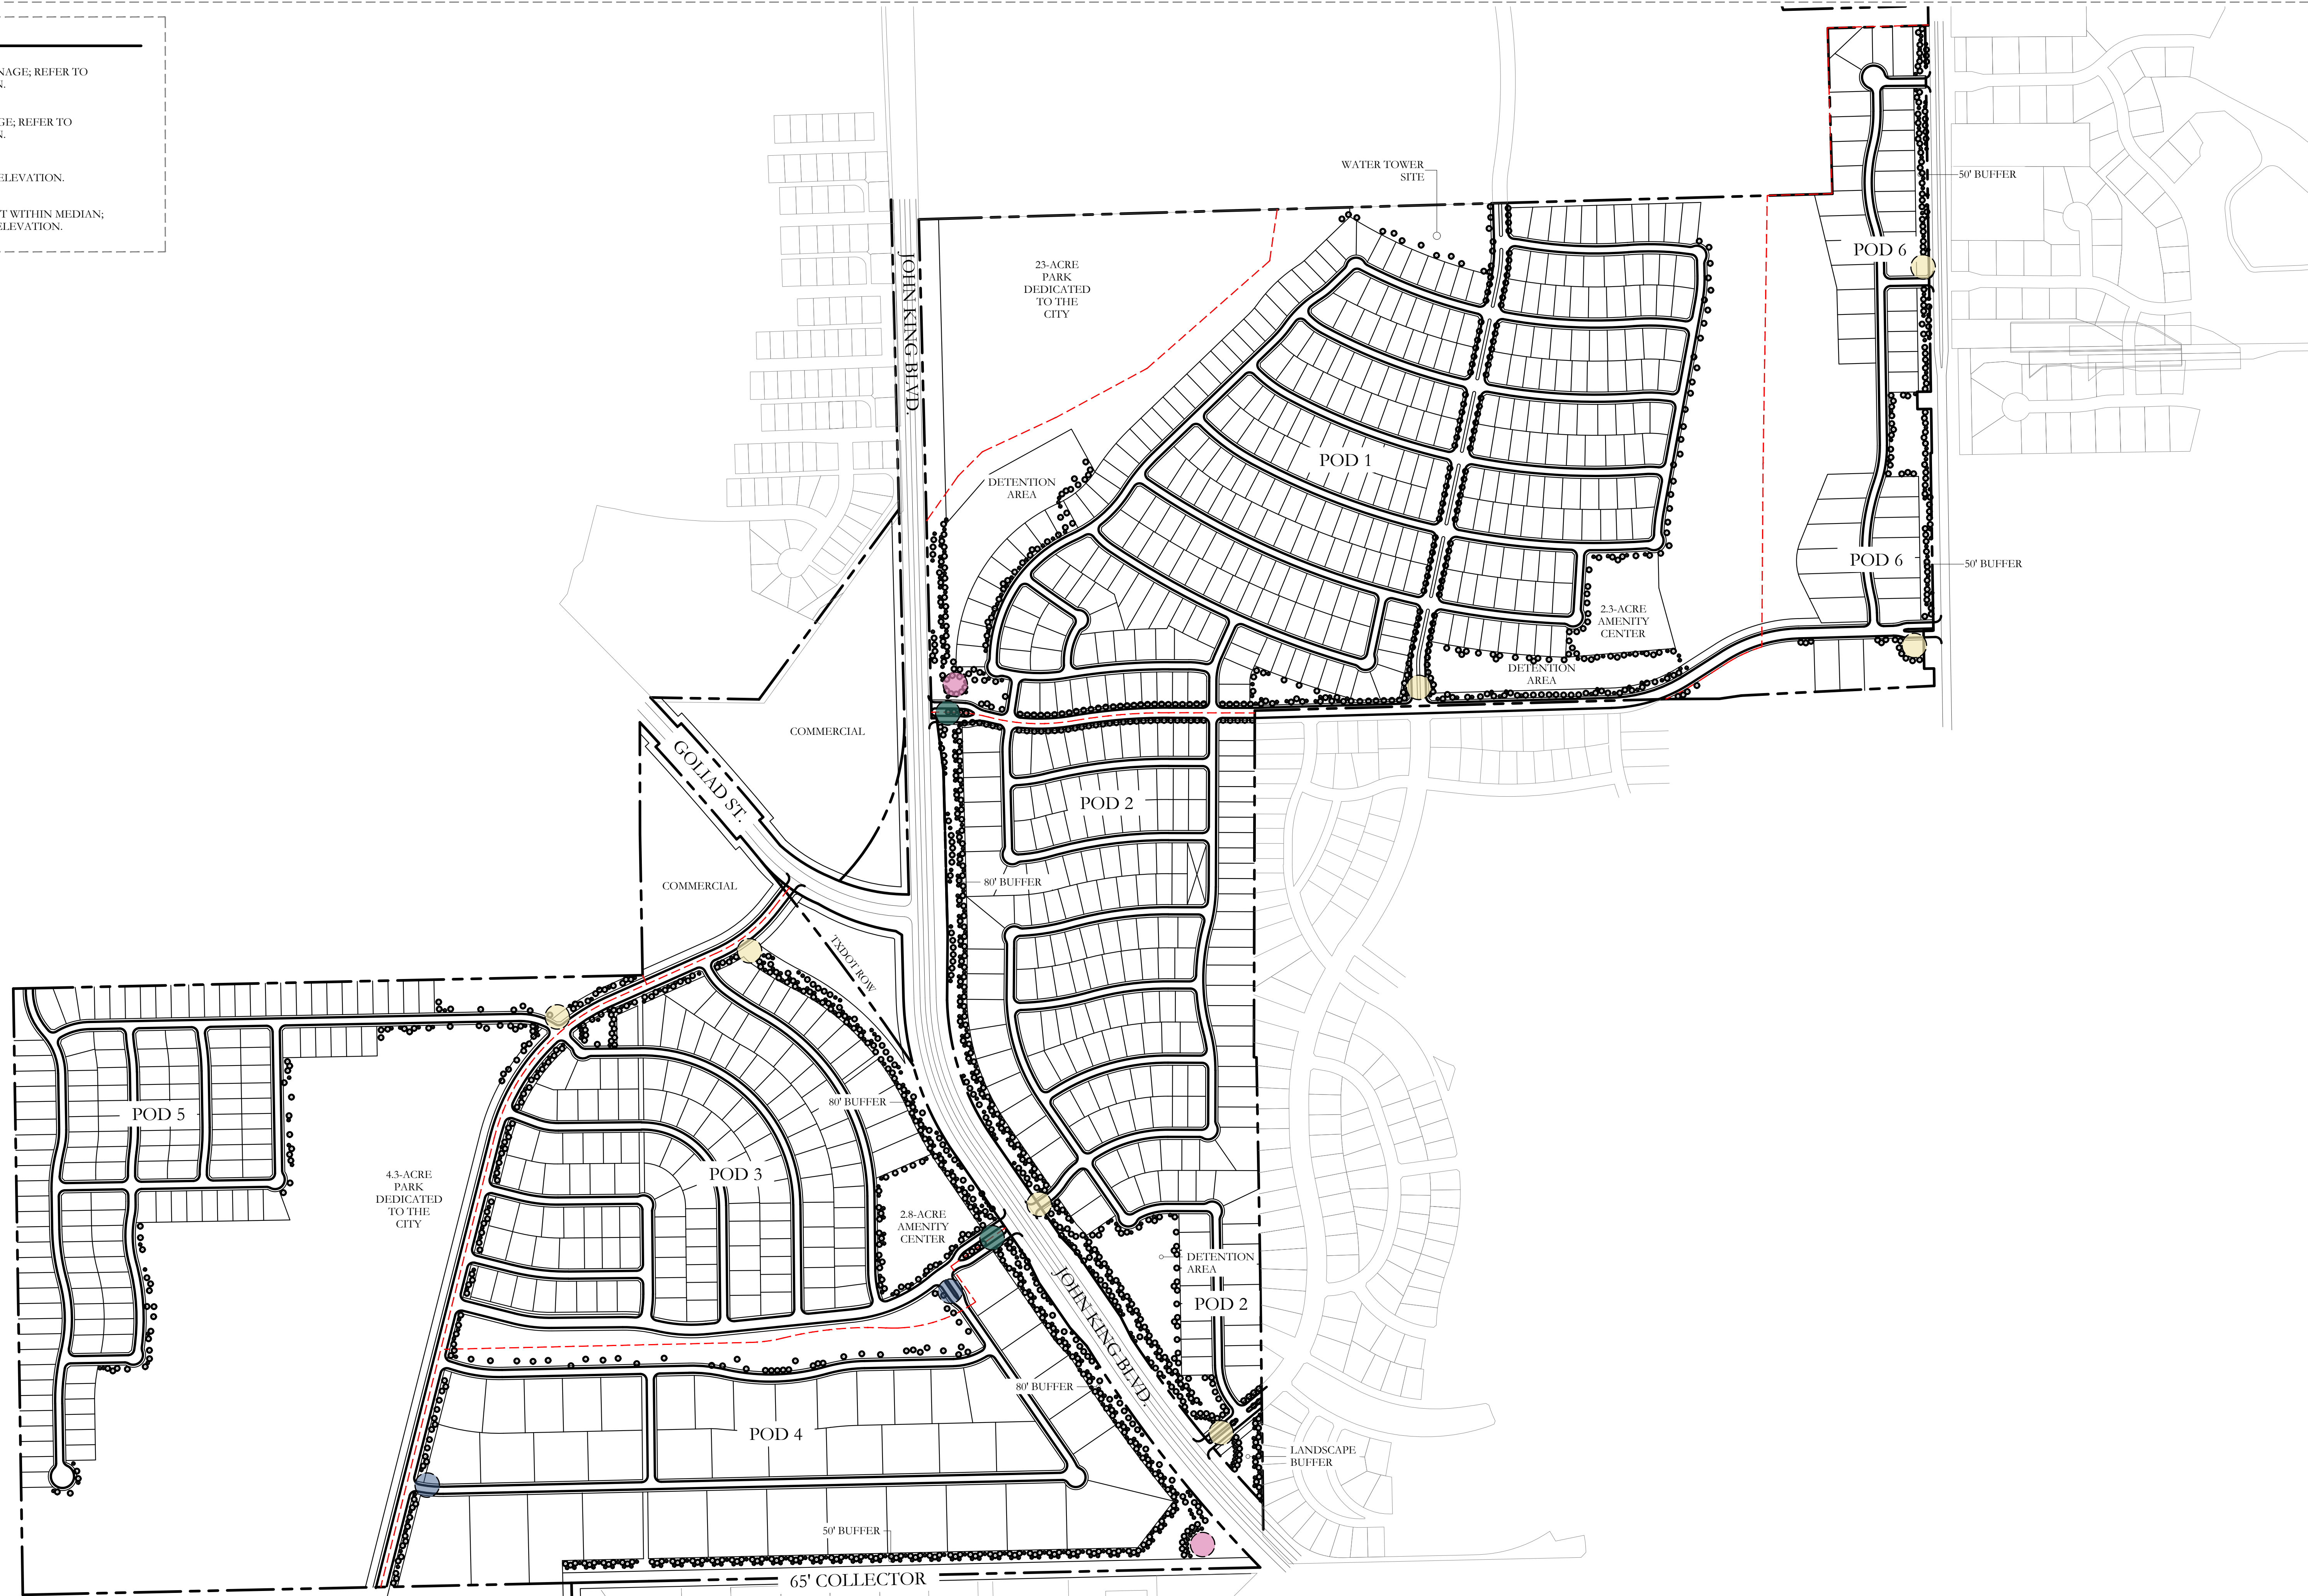 NAGE; REFER TO
N.
GE; REFER TO
N.
ELEVATION.
T WITHIN MEDIAN;
ELEVATION.
WATER TOWER
SITE
50' BUFFER
POD 6
JOHN KING BLVD.
23-ACRE
PARK
DEDICATED
TO THE
CITY
POD 1
DETENTION
AREA
POD 6
50' BUFFER
2.3-ACRE
AMENITY
CENTER
DETENTION
AREA
COMMERCIAL
GOLIAD ST.
POD 2
COMMERCIAL
80' BUFFER
TXDOT ROW
80' BUFFER
POD 5
4.3-ACRE
PARK
DEDICATED
TO THE
CITY
POD 3
2.8-ACRE
AMENITY
CENTER
DETENTION
AREA
POD 2
JOHN KING BLVD.
80' BUFFER
POD 4
LANDSCAPE
BUFFER
50' BUFFER
65' COLLECTOR